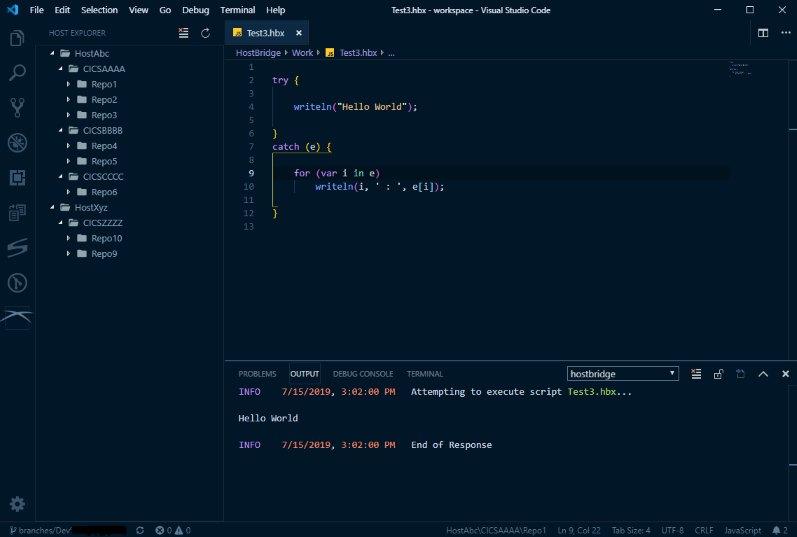 File Edit Selection View Go Debug Terminal Help Test3.hbx - workspace - Visual Studio Code
HOST EXPLORER
HostAbc
CICSAAAA
Repo1
Repo2
Repo3
CICSBBBB
Repo4
Repo5
CICSCCCC
Repo6
HostXyz
CICSZZZZ
Repo10
Repo9
JS Test3.hbx ×
HostBridge > Work > JS Test3.hbx > ...
1
2 try {
3
4 writeln("Hello World");
5
6 }
7 catch (e) {
8
9 for (var i in e)
10 writeln(i, ' : ', e[i]);
11
12 }
13
PROBLEMS OUTPUT DEBUG CONSOLE TERMINAL hostbridge
INFO 7/15/2019, 3:02:00 PM Attempting to execute script Test3.hbx...
Hello World
INFO 7/15/2019, 3:02:00 PM End of Response
branches/Dev 0 0 HostAbc\CICSAAAA\Repo1 Ln 9, Col 22 Tab Size: 4 UTF-8 CRLF JavaScript 2